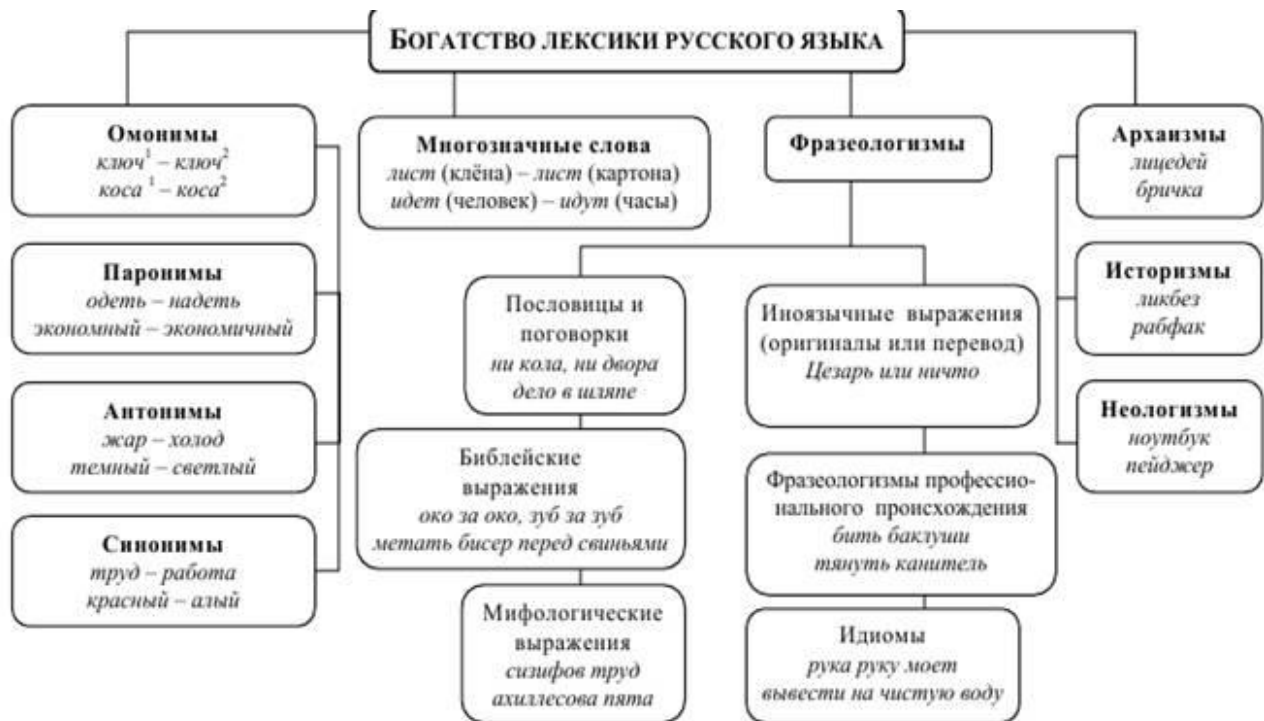 БОГАТСТВО ЛЕКСИКИ РУССКОГО ЯЗЫКА
Омонимы
ключ¹ – ключ²
коса ¹ – коса²
Паронимы
одеть – надеть
экономный – экономичный
Антонимы
жар – холод
темный – светлый
Синонимы
труд – работа
красный – алый
Многозначные слова
лист (клёна) – лист (картона)
идет (человек) – идут (часы)
Фразеологизмы
Пословицы и
поговорки
ни кола, ни двора
дело в шляпе
Библейские
выражения
око за око, зуб за зуб
метать бисер перед свиньями
Мифологические
выражения
сизифов труд
ахиллесова пята
Иноязычные выражения
(оригиналы или перевод)
Цезарь или ничто
Фразеологизмы профессио-
нального происхождения
бить баклуши
тянуть канитель
Идиомы
рука руку моет
вывести на чистую воду
Архаизмы
лицедей
бричка
Историзмы
ликбез
рабфак
Неологизмы
ноутбук
пейджер